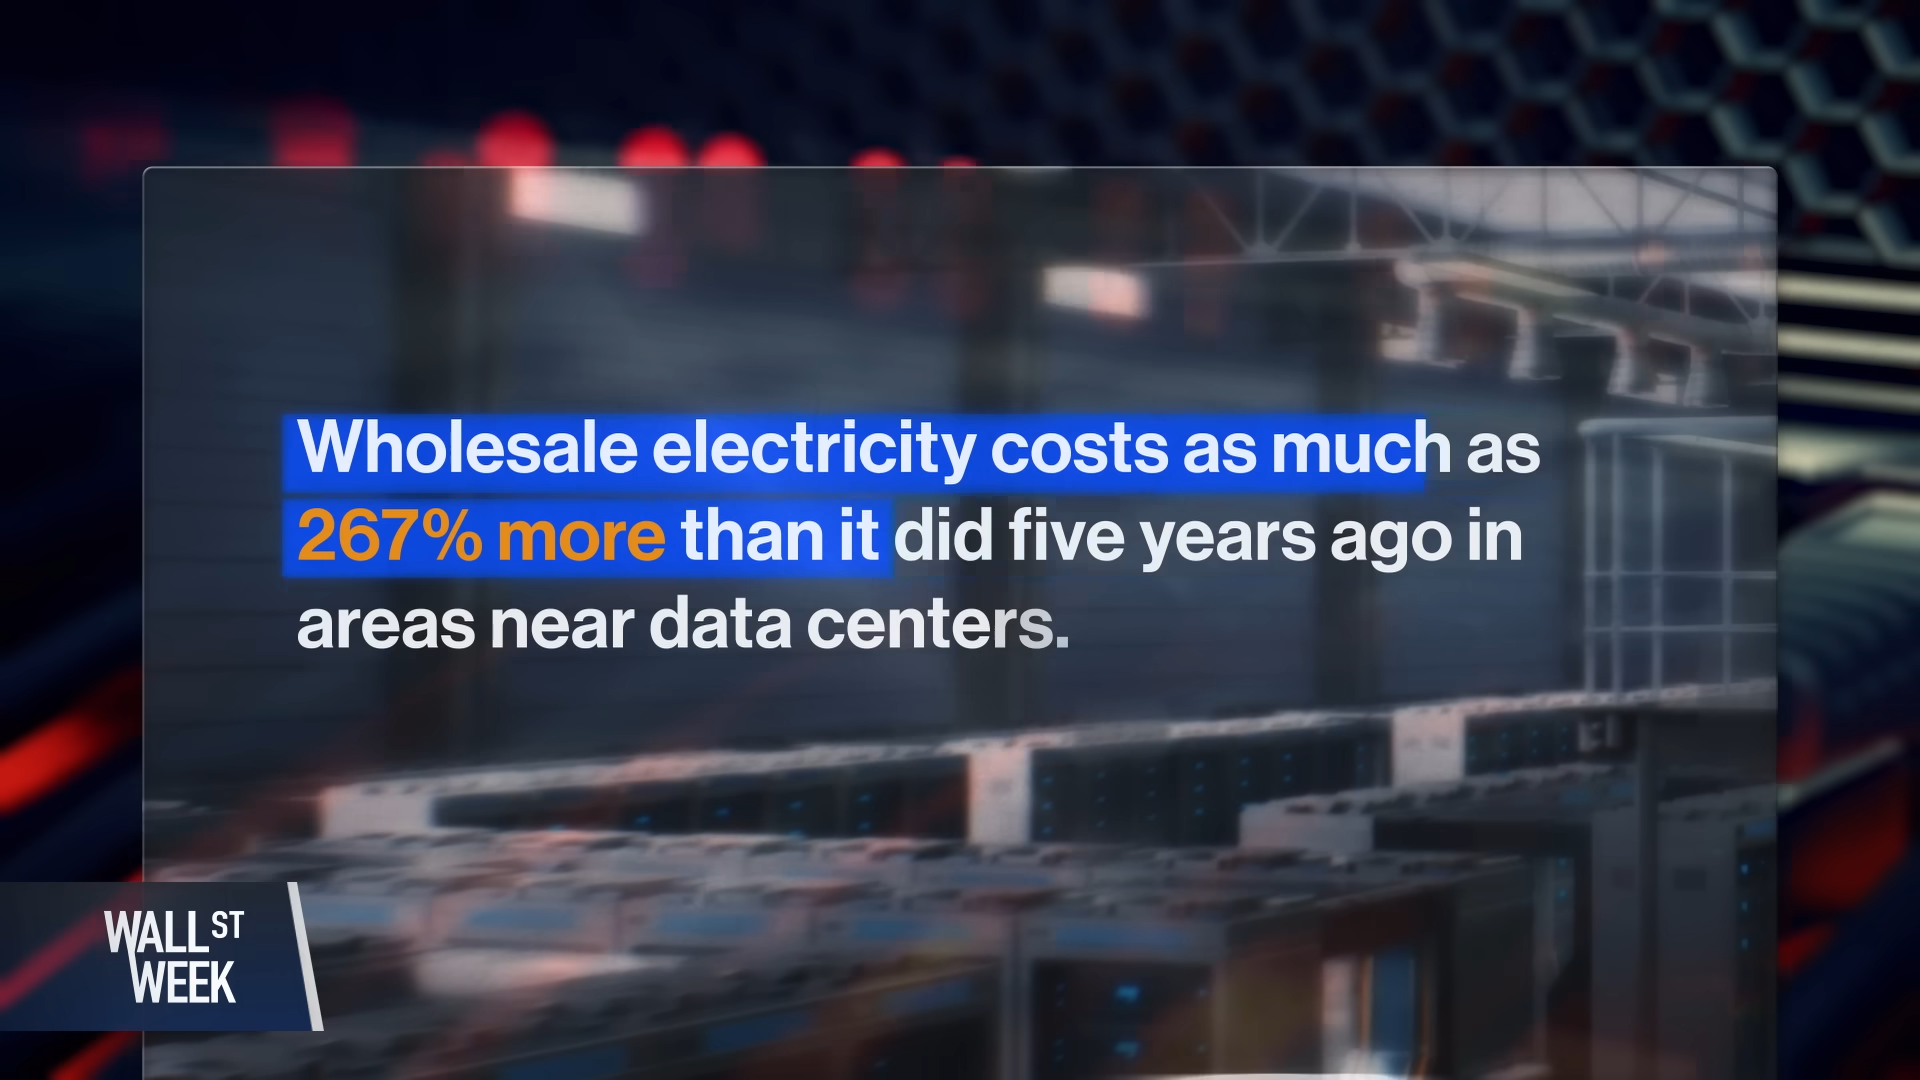 Wholesale electricity costs as much as
267% more than it did five years ago in
areas near data centers.
WALL ST
WEEK